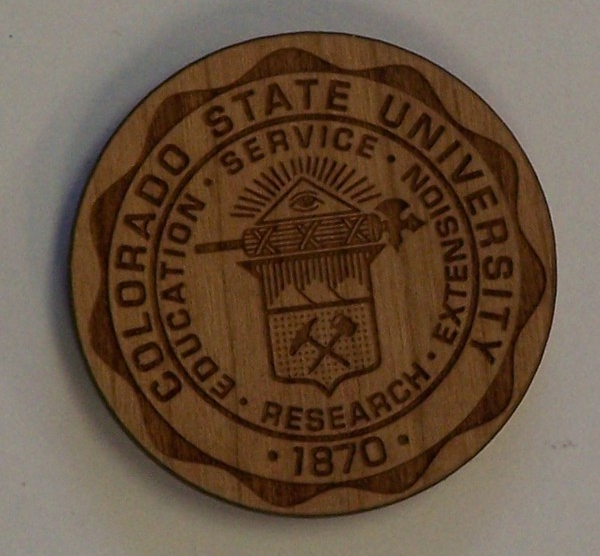 COLORADO STATE UNIVERSITY
EDUCATION · SERVICE · EXTENSION · RESEARCH ·
· 1870 ·